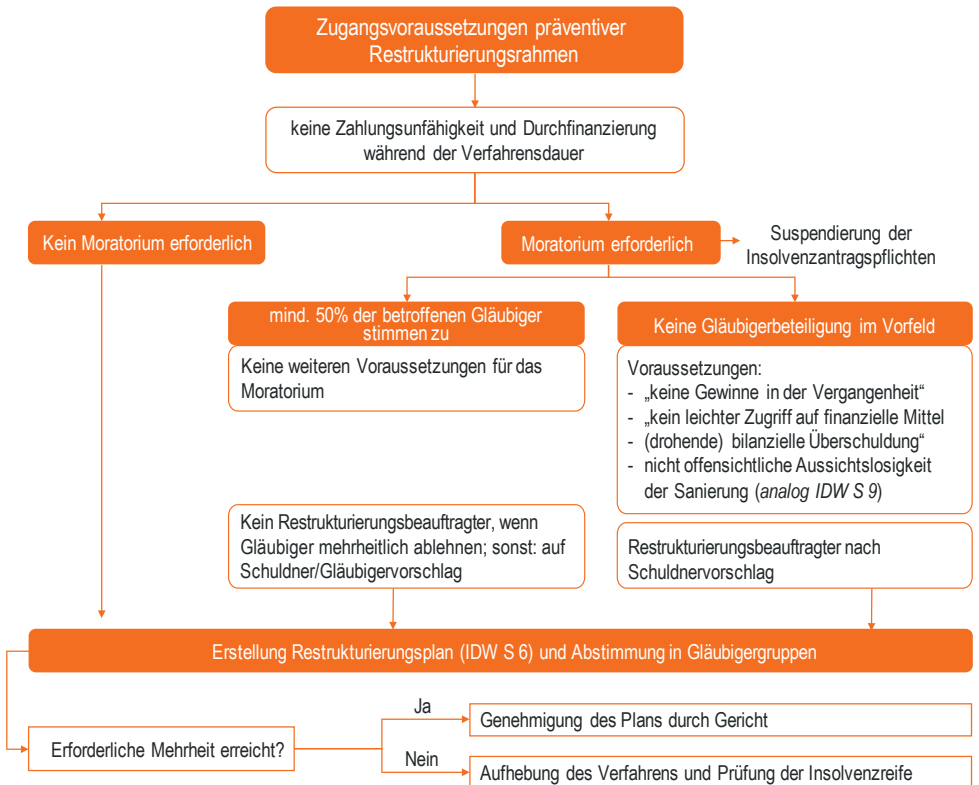 Zugangsvoraussetzungen präventiver
Restrukturierungsrahmen
keine Zahlungsunfähigkeit und Durchfinanzierung
während der Verfahrensdauer
Kein Moratorium erforderlich
Moratorium erforderlich
Suspendierung der
Insolvenzantragspflichten
mind. 50% der betroffenen Gläubiger
stimmen zu
Keine weiteren Voraussetzungen für das
Moratorium
Keine Gläubigerbeteiligung im Vorfeld
Voraussetzungen:
- „keine Gewinne in der Vergangenheit“
- „kein leichter Zugriff auf finanzielle Mittel
- (drohende) bilanzielle Überschuldung“
- nicht offensichtliche Aussichtslosigkeit
der Sanierung (analog IDW S 9)
Kein Restrukturierungsbeauftragter, wenn
Gläubiger mehrheitlich ablehnen; sonst: auf
Schuldner/Gläubigervorschlag
Restrukturierungsbeauftragter nach
Schuldnervorschlag
Erstellung Restrukturierungsplan (IDW S 6) und Abstimmung in Gläubigergruppen
Erforderliche Mehrheit erreicht?
Ja
Genehmigung des Plans durch Gericht
Nein
Aufhebung des Verfahrens und Prüfung der Insolvenzreife